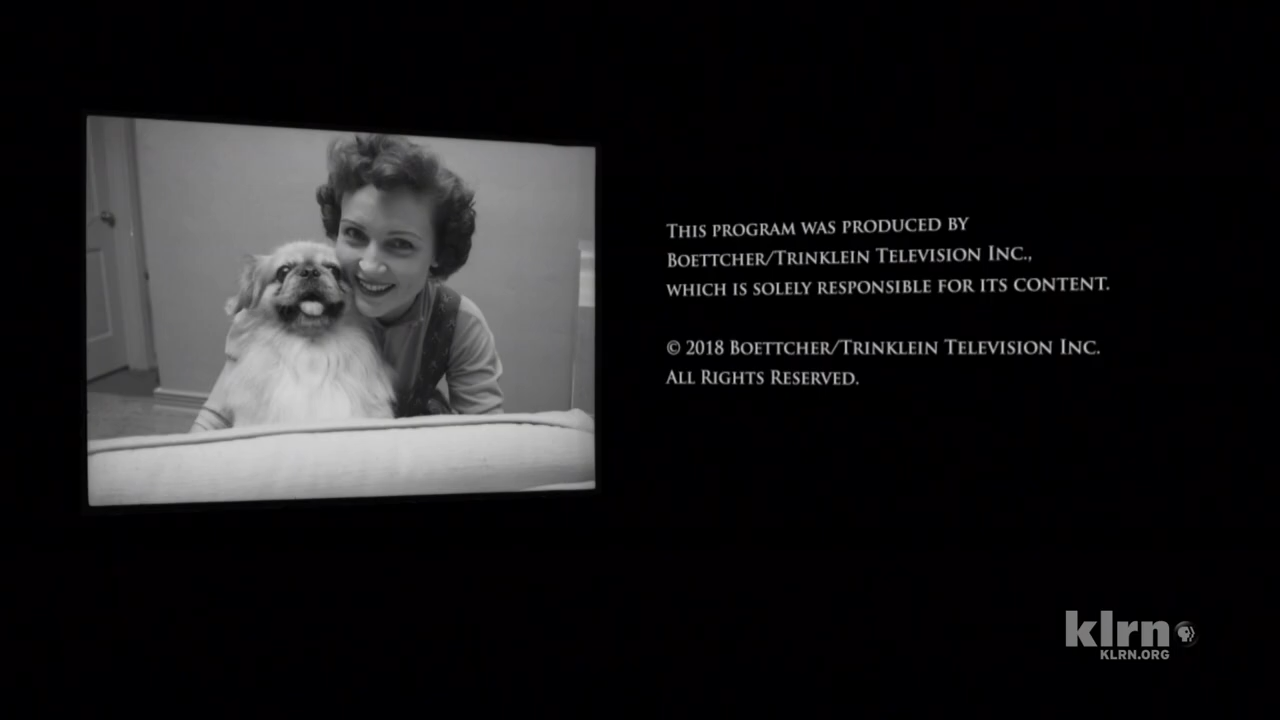 THIS PROGRAM WAS PRODUCED BY
BOETTCHER/TRINKLEIN TELEVISION INC.,
WHICH IS SOLELY RESPONSIBLE FOR ITS CONTENT.
© 2018 BOETTCHER/TRINKLEIN TELEVISION INC.
ALL RIGHTS RESERVED.
klrn
KLRN.ORG